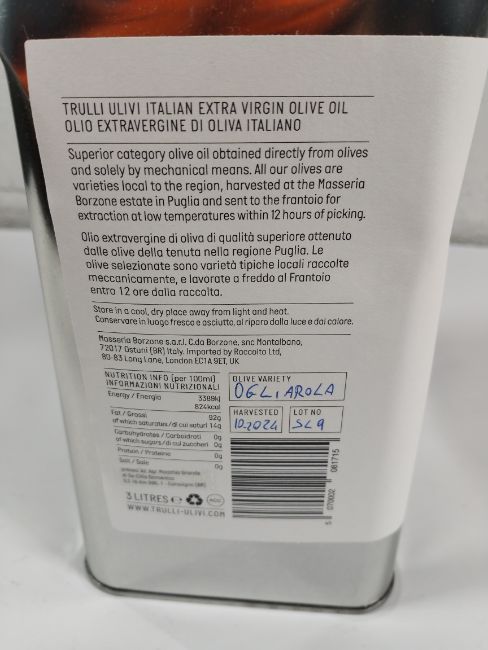 TRULLI ULIVI ITALIAN EXTRA VIRGIN OLIVE OIL
OLIO EXTRAVERGINE DI OLIVA ITALIANO
Superior category olive oil obtained directly from olives
and solely by mechanical means. All our olives are
varieties local to the region, harvested at the Masseria
Borzone estate in Puglia and sent to the frantoio for
extraction at low temperatures within 12 hours of picking.
Olio extravergine di oliva di qualità superiore ottenuto
dalle olive della tenuta nella regione Puglia. Le
olive selezionate sono varietà tipiche locali raccolte
meccanicamente, e lavorate a freddo al Frantoio
entro 12 ore dalla raccolta.
Store in a cool, dry place away from light and heat.
Conservare in luogo fresco e asciutto, al riparo dalla luce e dal calore.
Masseria Borzone s.a.r.l. C.da Borzone, snc Montalbano,
72017 Ostuni (BR) Italy. Imported by Raccolto Ltd,
80-83 Long Lane, London EC1A 9ET, UK
NUTRITION INFO (per 100ml)
INFORMAZIONI NUTRIZIONALI
Energy / Energia 3389kj
824kcal
Fat / Grassi 92g
of which saturates/di cui saturi 14g
Carbohydrates / Carboidrati 0g
of which sugars/di cui zuccheri 0g
Protein / Proteine 0g
Salt / Sale 0g
3 LITRES e
WWW.TRULLI-ULIVI.COM
OLIVE VARIETY
OGLIAROLA
HARVESTED
10.2024
LOT NO
SL9
5 070002 081715